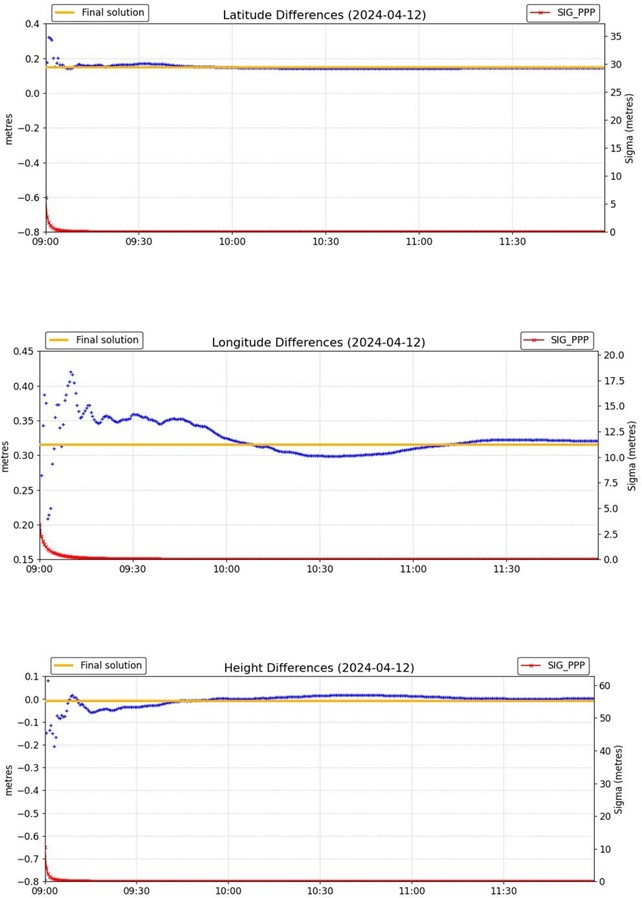 Latitude Differences (2024-04-12)
Final solution
SIG_PPP
0.4
0.2
0.0
−0.2
−0.4
−0.6
−0.8
metres
35
30
25
20
15
10
5
0
Sigma (metres)
09:00 09:30 10:00 10:30 11:00 11:30
Longitude Differences (2024-04-12)
Final solution
SIG_PPP
0.45
0.40
0.35
0.30
0.25
0.20
0.15
metres
20.0
17.5
15.0
12.5
10.0
7.5
5.0
2.5
0.0
Sigma (metres)
09:00 09:30 10:00 10:30 11:00 11:30
Height Differences (2024-04-12)
Final solution
SIG_PPP
0.1
0.0
−0.1
−0.2
−0.3
−0.4
−0.5
−0.6
−0.7
−0.8
metres
60
50
40
30
20
10
0
Sigma (metres)
09:00 09:30 10:00 10:30 11:00 11:30